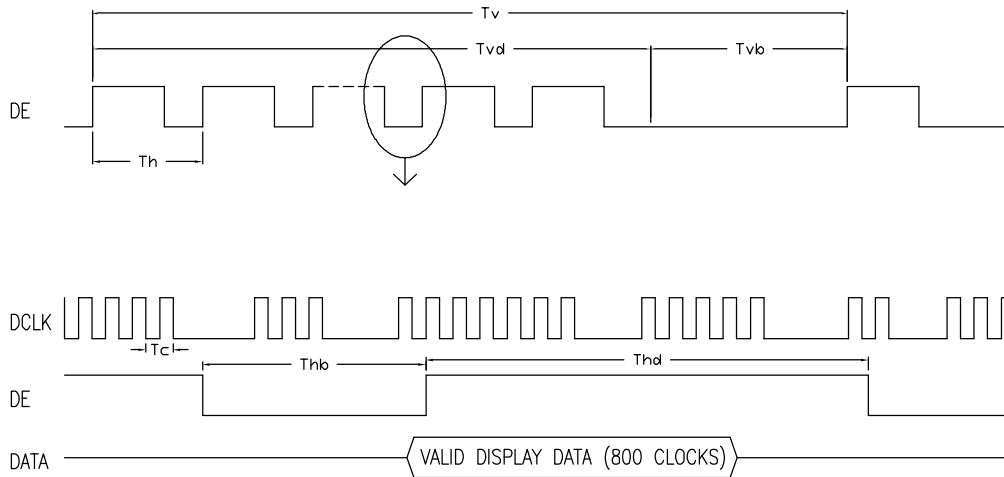 Tv
Tvd Tvb
DE
Th
DCLK
Tc
Thb Thd
DE
DATA VALID DISPLAY DATA (800 CLOCKS)